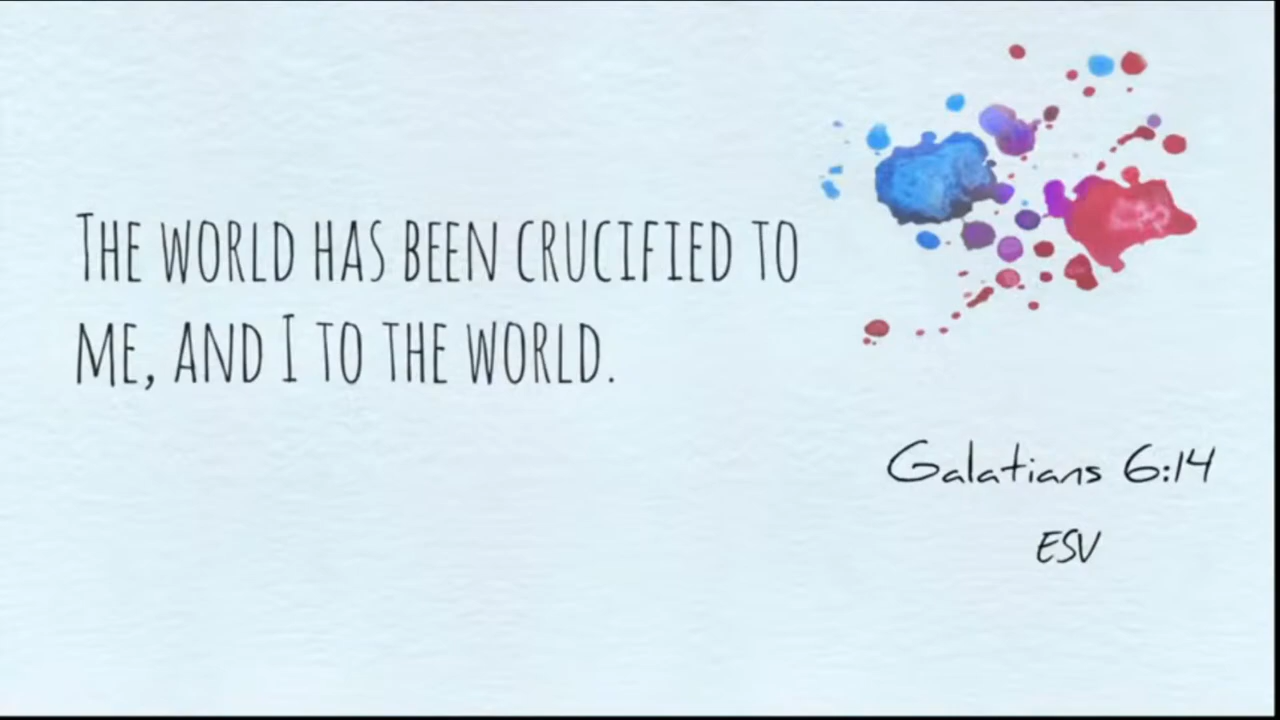 The world has been crucified to
me, and I to the world.
Galatians 6:14
ESV